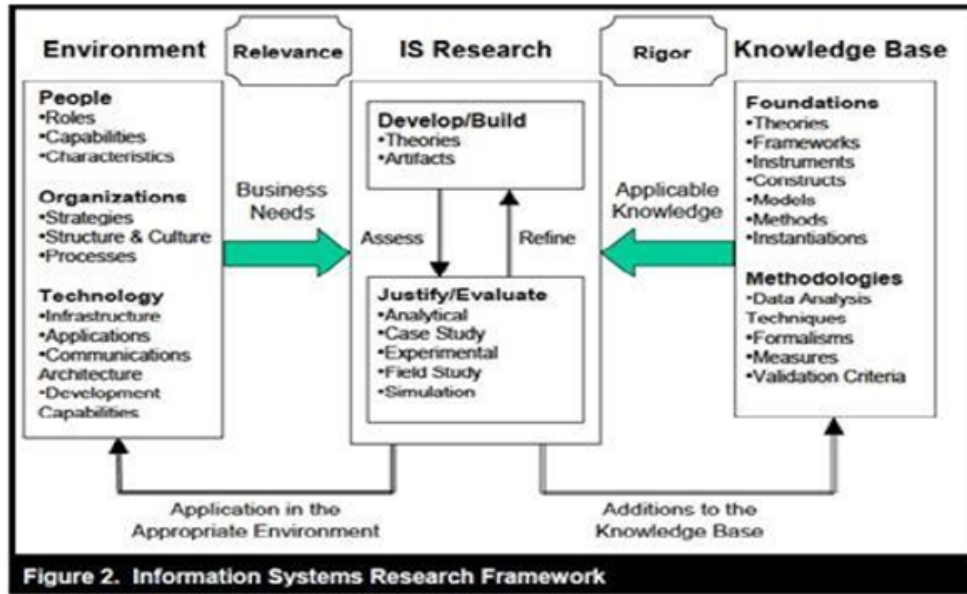 Environment
Relevance
IS Research
Rigor
Knowledge Base
People
•Roles
•Capabilities
•Characteristics
Organizations
•Strategies
•Structure & Culture
•Processes
Technology
•Infrastructure
•Applications
•Communications
Architecture
•Development
Capabilities
Business
Needs
Develop/Build
•Theories
•Artifacts
Assess
Refine
Justify/Evaluate
•Analytical
•Case Study
•Experimental
•Field Study
•Simulation
Applicable
Knowledge
Foundations
•Theories
•Frameworks
•Instruments
•Constructs
•Models
•Methods
•Instantiations
Methodologies
•Data Analysis
Techniques
•Formalisms
•Measures
•Validation Criteria
Application in the
Appropriate Environment
Additions to the
Knowledge Base
Figure 2. Information Systems Research Framework